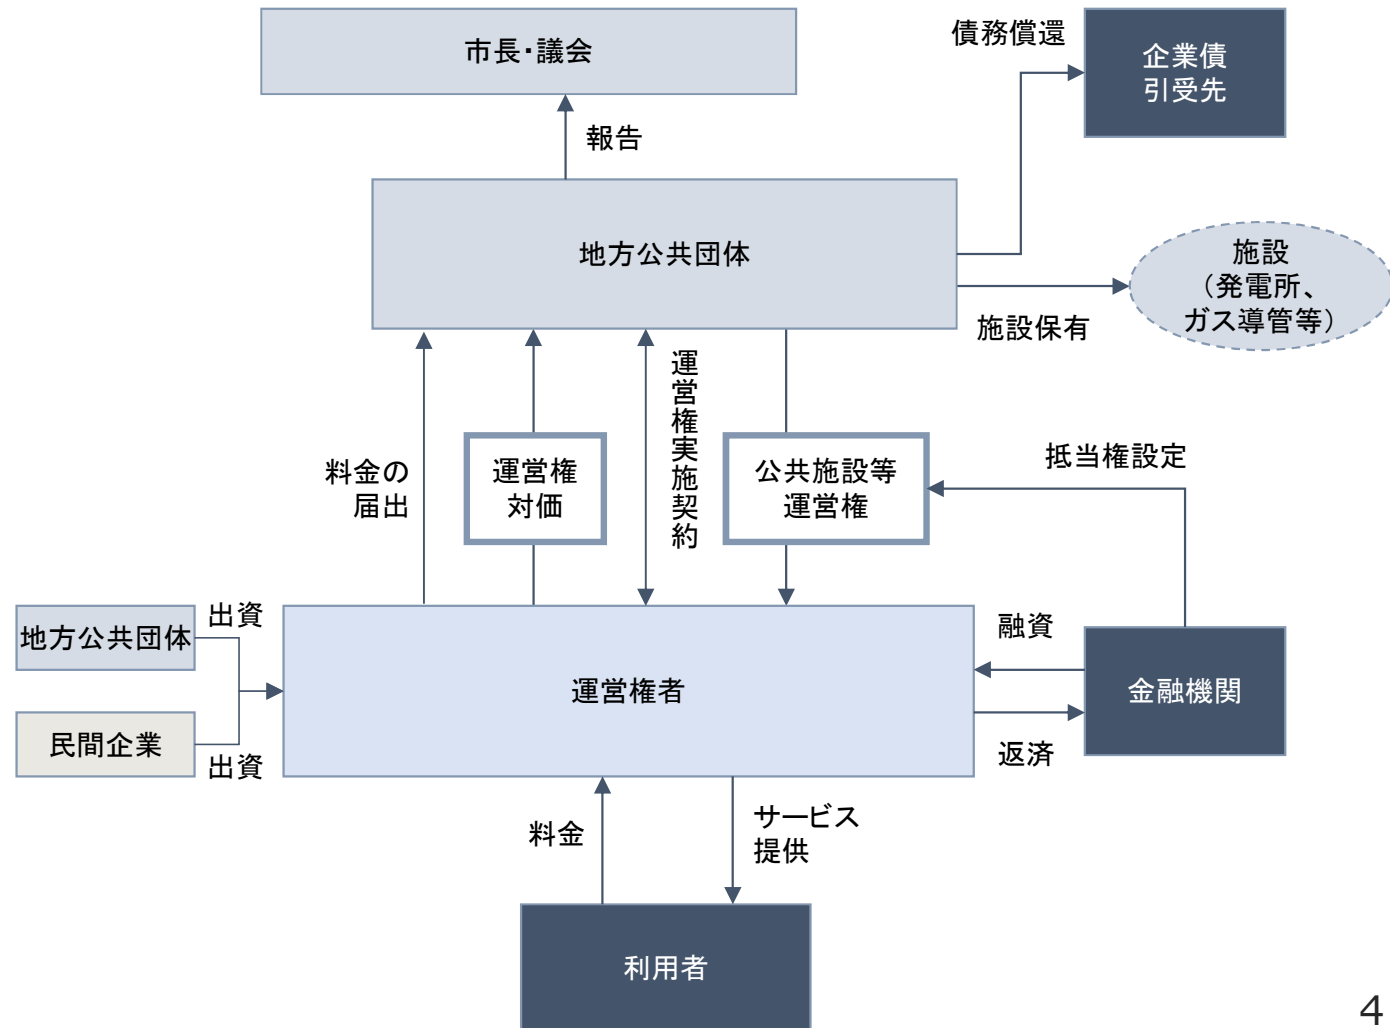 市長・議会
債務償還
企業債
引受先
報告
地方公共団体
施設
（発電所、
ガス導管等）
施設保有
料金の
届出
運営権
対価
運営権実施契約
公共施設等
運営権
抵当権設定
地方公共団体
出資
民間企業
出資
運営権者
融資
金融機関
返済
料金
サービス
提供
利用者
4